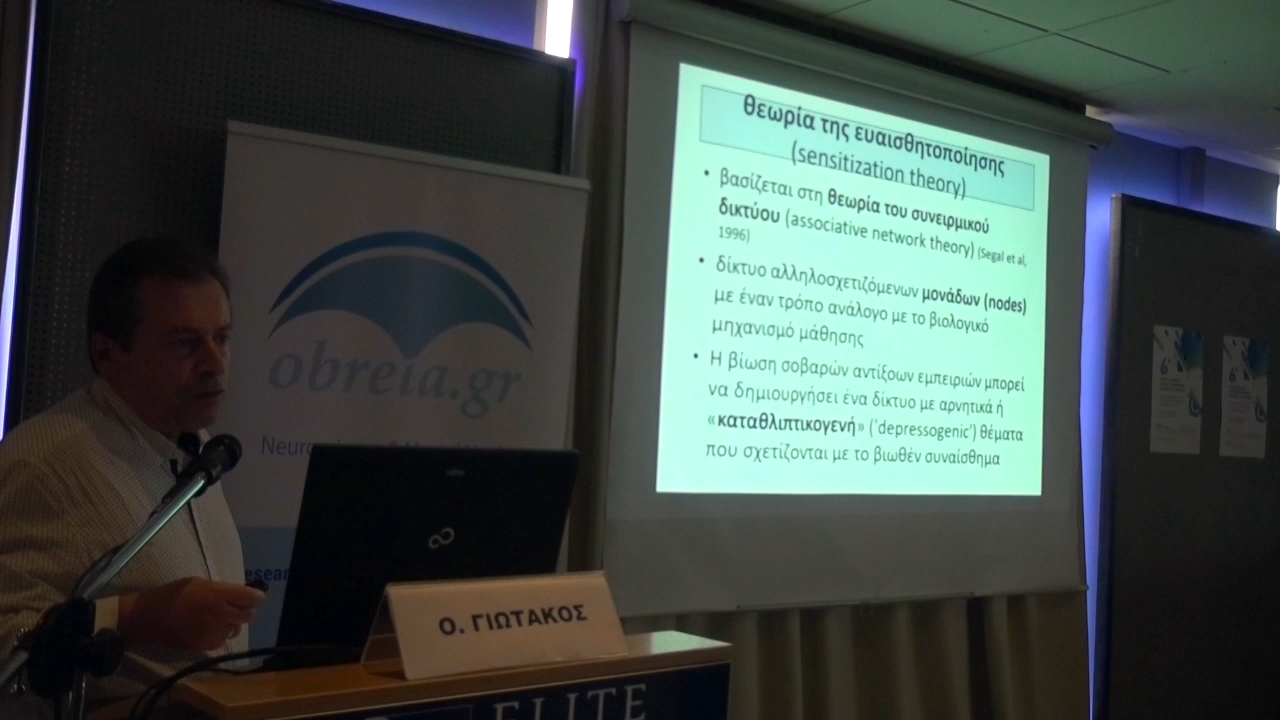 θεωρία της ευαισθητοποίησης
(sensitization theory)
• βασίζεται στη θεωρία του συνειρμικού
δικτύου (associative network theory) (Segal et al,
1996)
• δίκτυο αλληλοσχετιζόμενων μονάδων (nodes)
με έναν τρόπο ανάλογο με το βιολογικό
μηχανισμό μάθησης
• Η βίωση σοβαρών αντίξοων εμπειριών μπορεί
να δημιουργήσει ένα δίκτυο με αρνητικά ή
«καταθλιπτικογενή» ('depressogenic') θέματα
που σχετίζονται με το βιωθέν συναίσθημα
obreia.gr
FUJITSU
Ο. ΓΙΩΤΑΚΟΣ
ELITE